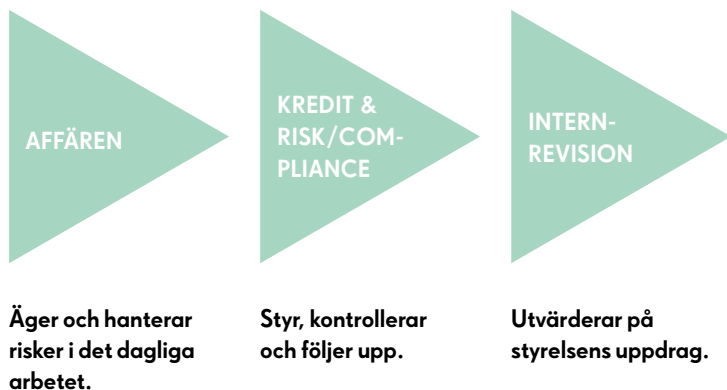 AFFÄREN
KREDIT &
RISK/COM-
PLIANCE
INTERN-
REVISION
Äger och hanterar
risker i det dagliga
arbetet.
Styr, kontrollerar
och följer upp.
Utvärderar på
styrelsens uppdrag.